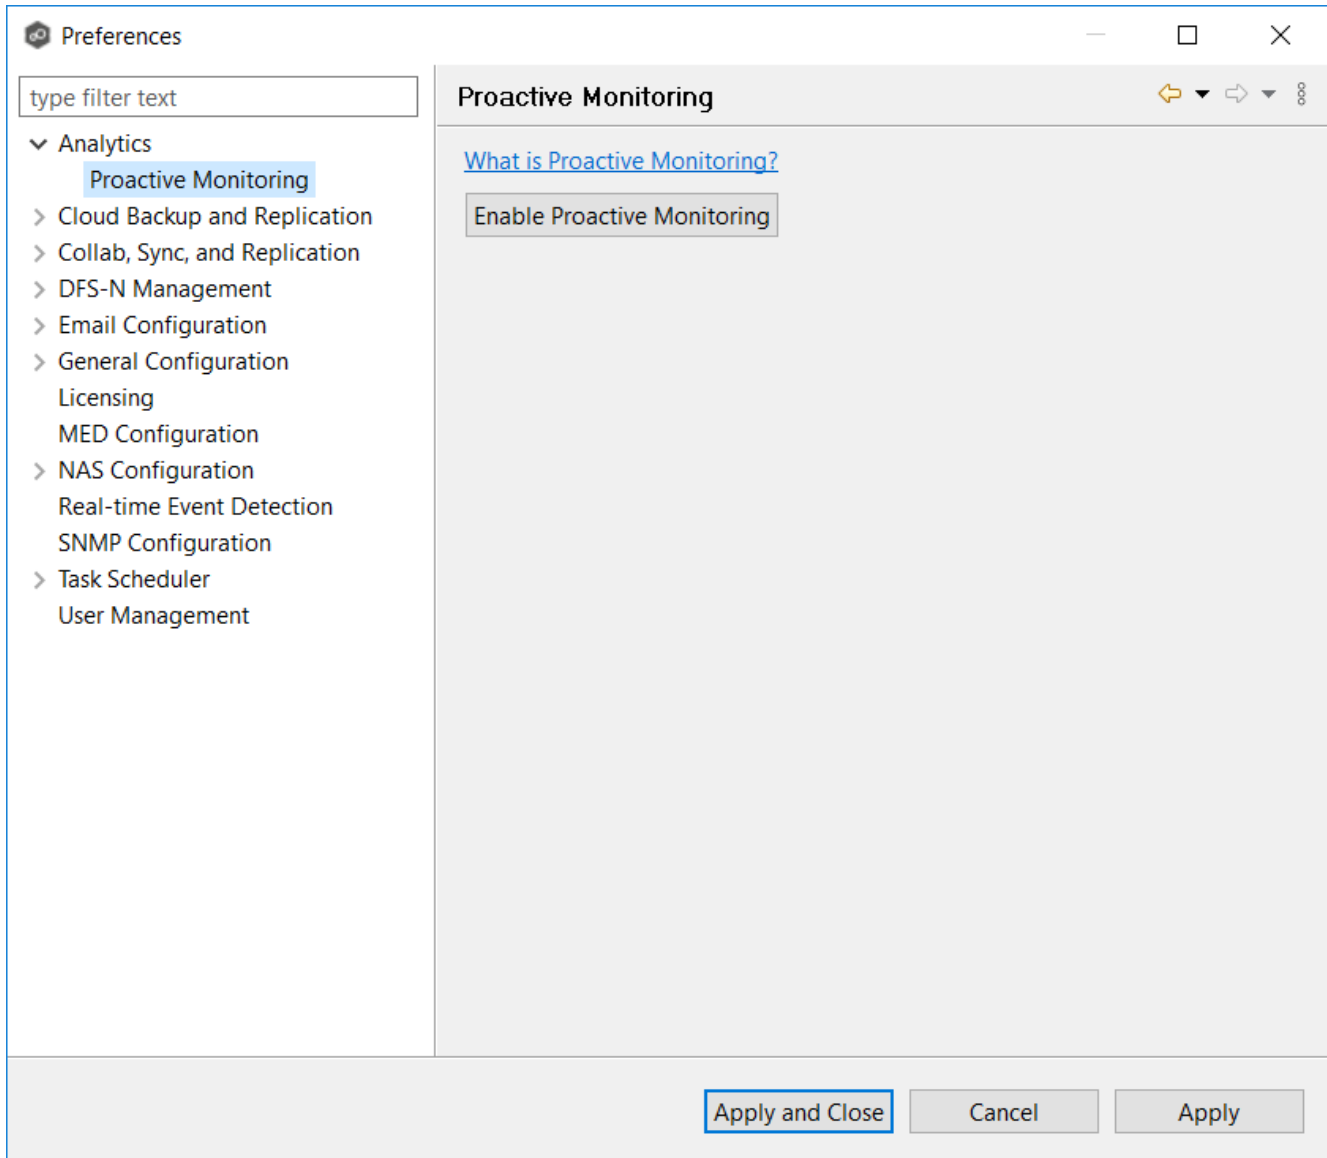 Preferences
type filter text
Analytics
Proactive Monitoring
Cloud Backup and Replication
Collab, Sync, and Replication
DFS-N Management
Email Configuration
General Configuration
Licensing
MED Configuration
NAS Configuration
Real-time Event Detection
SNMP Configuration
Task Scheduler
User Management
Proactive Monitoring
What is Proactive Monitoring?
Enable Proactive Monitoring
Apply and Close
Cancel
Apply